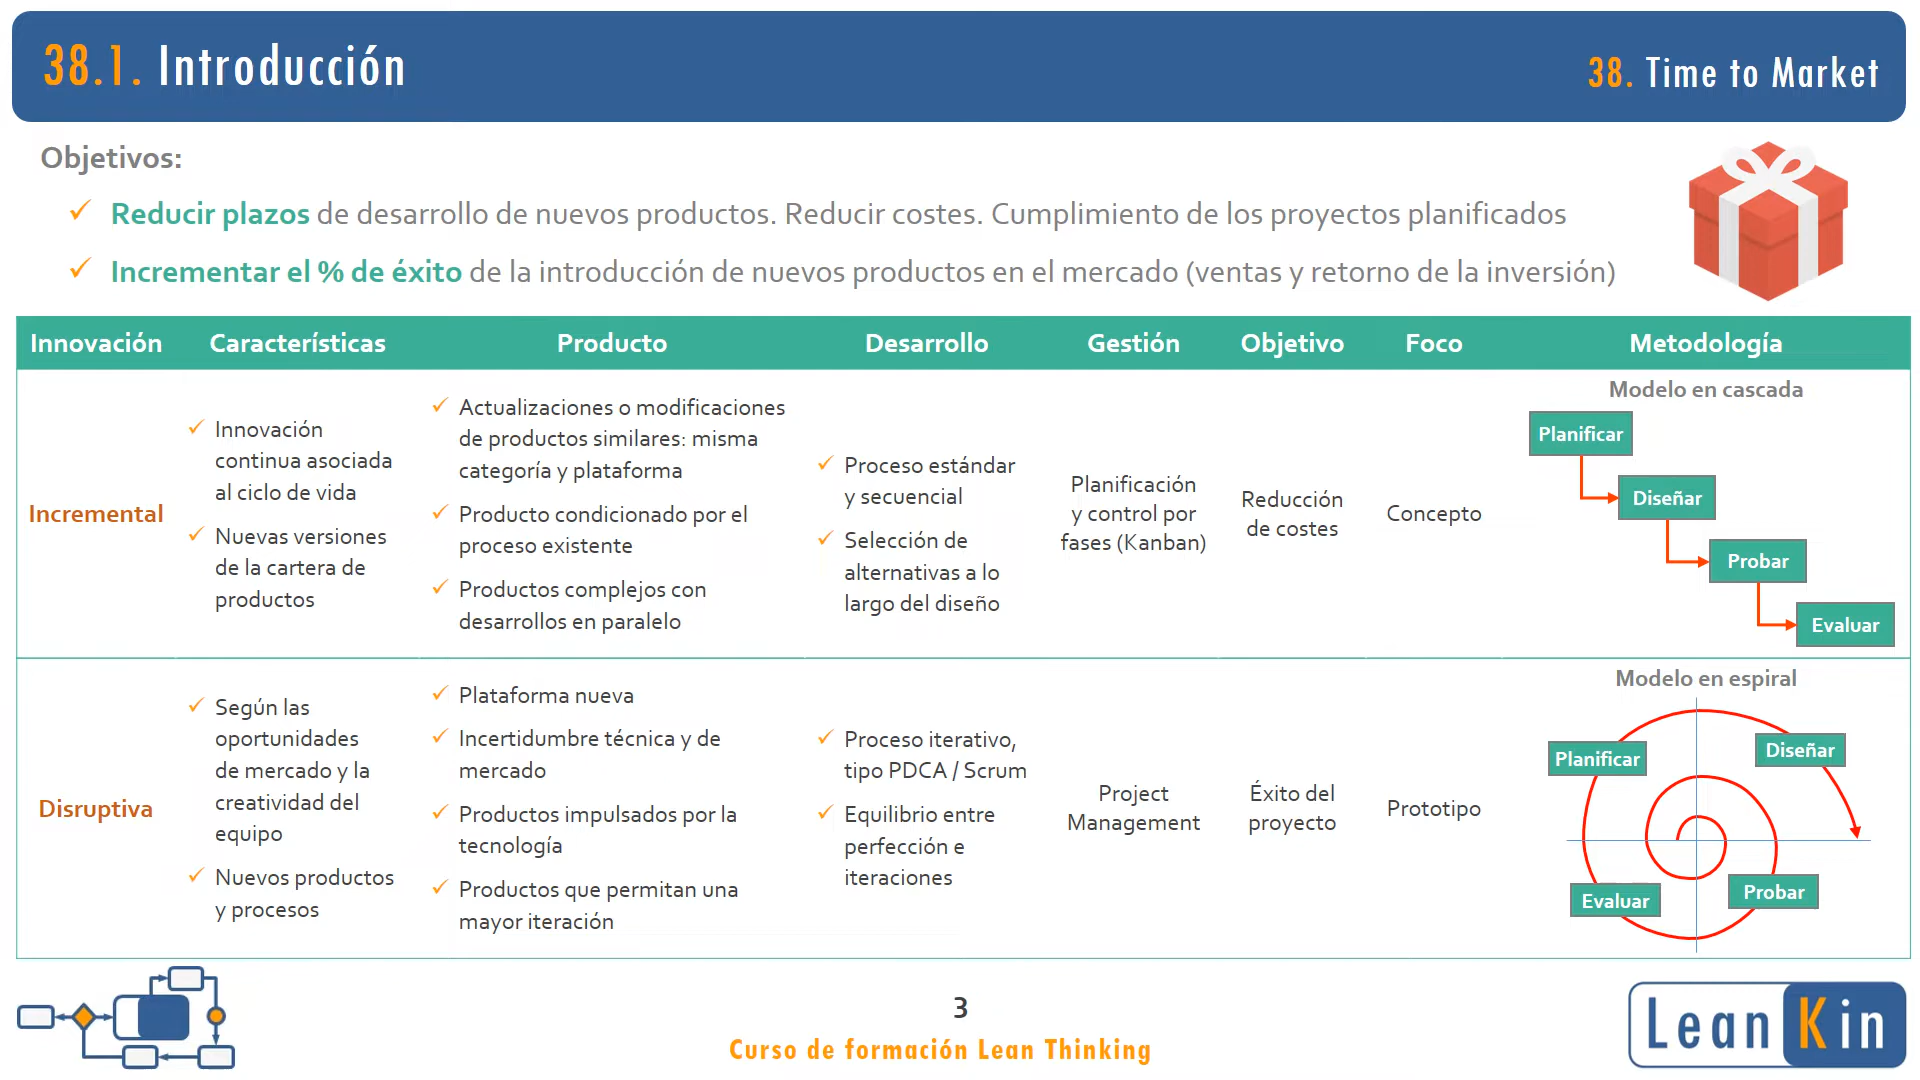 38.1. Introducción
38. Time to Market
Objetivos:
Reducir plazos de desarrollo de nuevos productos. Reducir costes. Cumplimiento de los proyectos planificados
Incrementar el % de éxito de la introducción de nuevos productos en el mercado (ventas y retorno de la inversión)
Innovación Características Producto Desarrollo Gestión Objetivo Foco Metodología
Incremental
Innovación
continua asociada
al ciclo de vida
Nuevas versiones
de la cartera de
productos
Actualizaciones o modificaciones
de productos similares: misma
categoría y plataforma
Producto condicionado por el
proceso existente
Productos complejos con
desarrollos en paralelo
Proceso estándar
y secuencial
Selección de
alternativas a lo
largo del diseño
Planificación
y control por
fases (Kanban)
Reducción
de costes
Concepto
Modelo en cascada
Planificar
Diseñar
Probar
Evaluar
Disruptiva
Según las
oportunidades
de mercado y la
creatividad del
equipo
Nuevos productos
y procesos
Plataforma nueva
Incertidumbre técnica y de
mercado
Productos impulsados por la
tecnología
Productos que permitan una
mayor iteración
Proceso iterativo,
tipo PDCA / Scrum
Equilibrio entre
perfección e
iteraciones
Project
Management
Éxito del
proyecto
Prototipo
Modelo en espiral
Planificar
Diseñar
Evaluar
Probar
3
Curso de formación Lean Thinking
Lean Kin